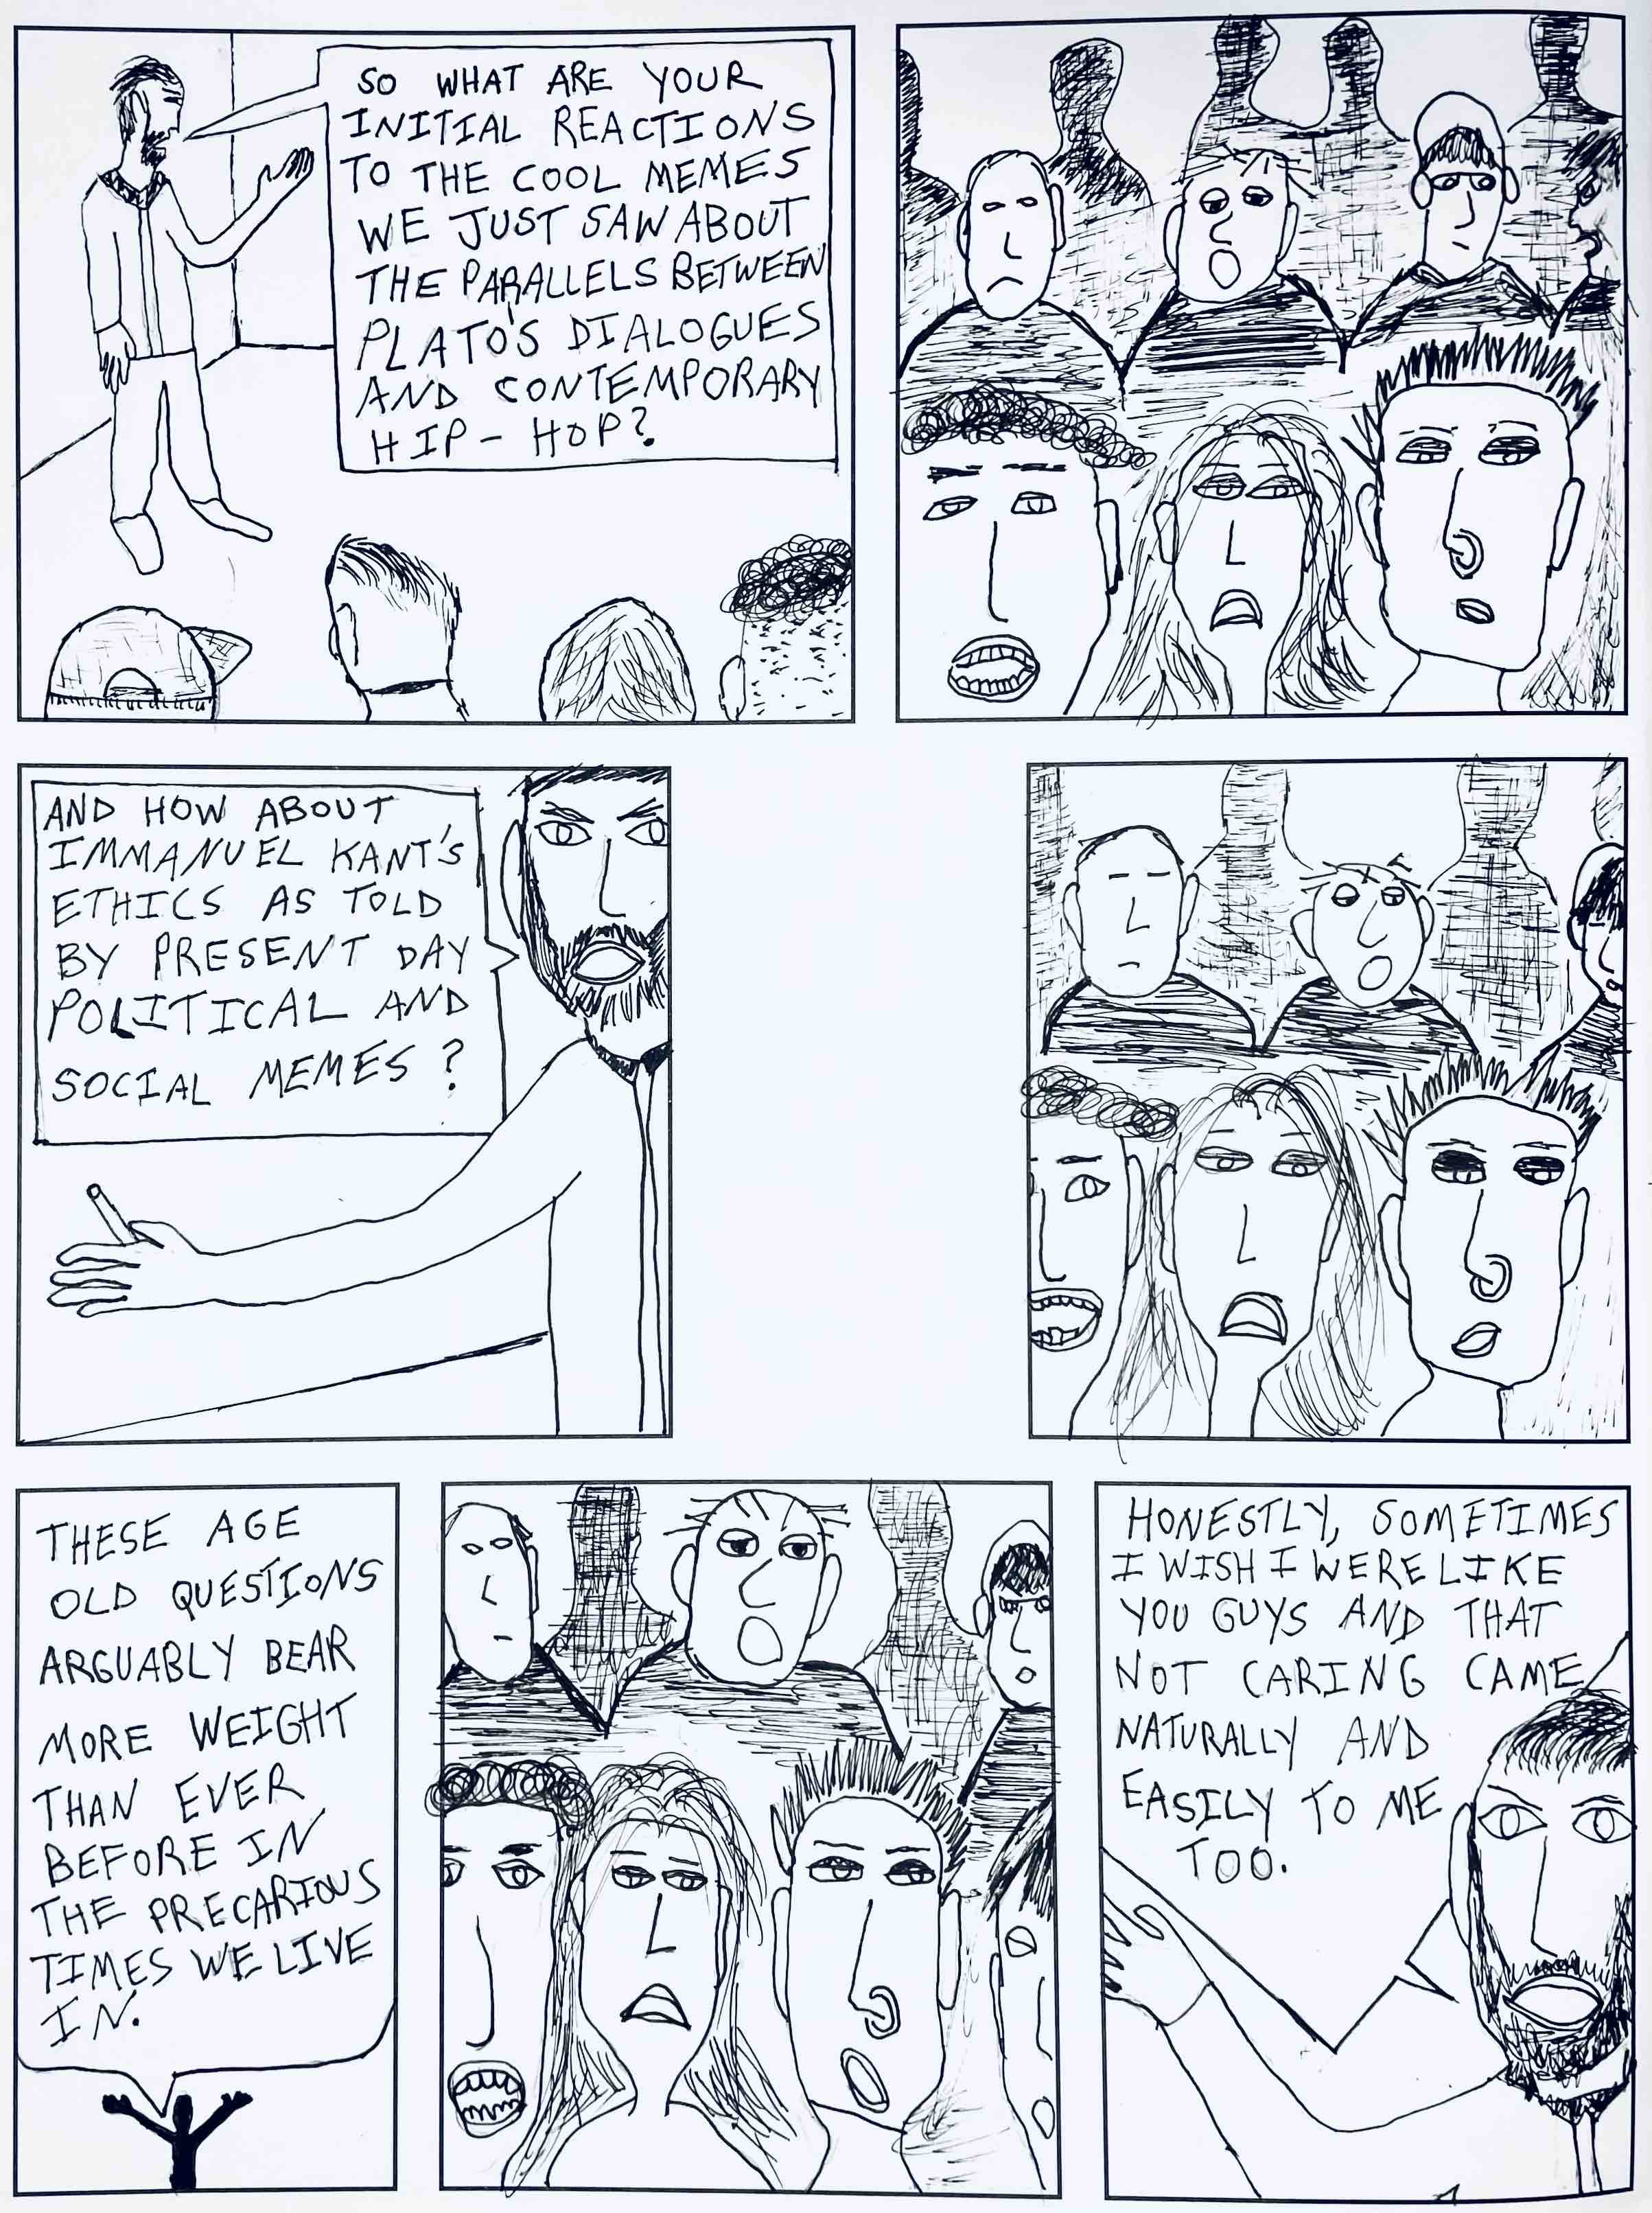 SO WHAT ARE YOUR
INITIAL REACTIONS
TO THE COOL MEMES
WE JUST SAW ABOUT
THE PARALLELS BETWEEN
PLATO'S DIALOGUES
AND CONTEMPORARY
HIP-HOP?
AND HOW ABOUT
IMMANUEL KANT'S
ETHICS AS TOLD
BY PRESENT DAY
POLITICAL AND
SOCIAL MEMES?
THESE AGE
OLD QUESTIONS
ARGUABLY BEAR
MORE WEIGHT
THAN EVER
BEFORE IN
THE PRECARIOUS
TIMES WE LIVE
IN.
HONESTLY, SOMETIMES
I WISH I WERE LIKE
YOU GUYS AND THAT
NOT CARING CAME
NATURALLY AND
EASILY TO ME
TOO.